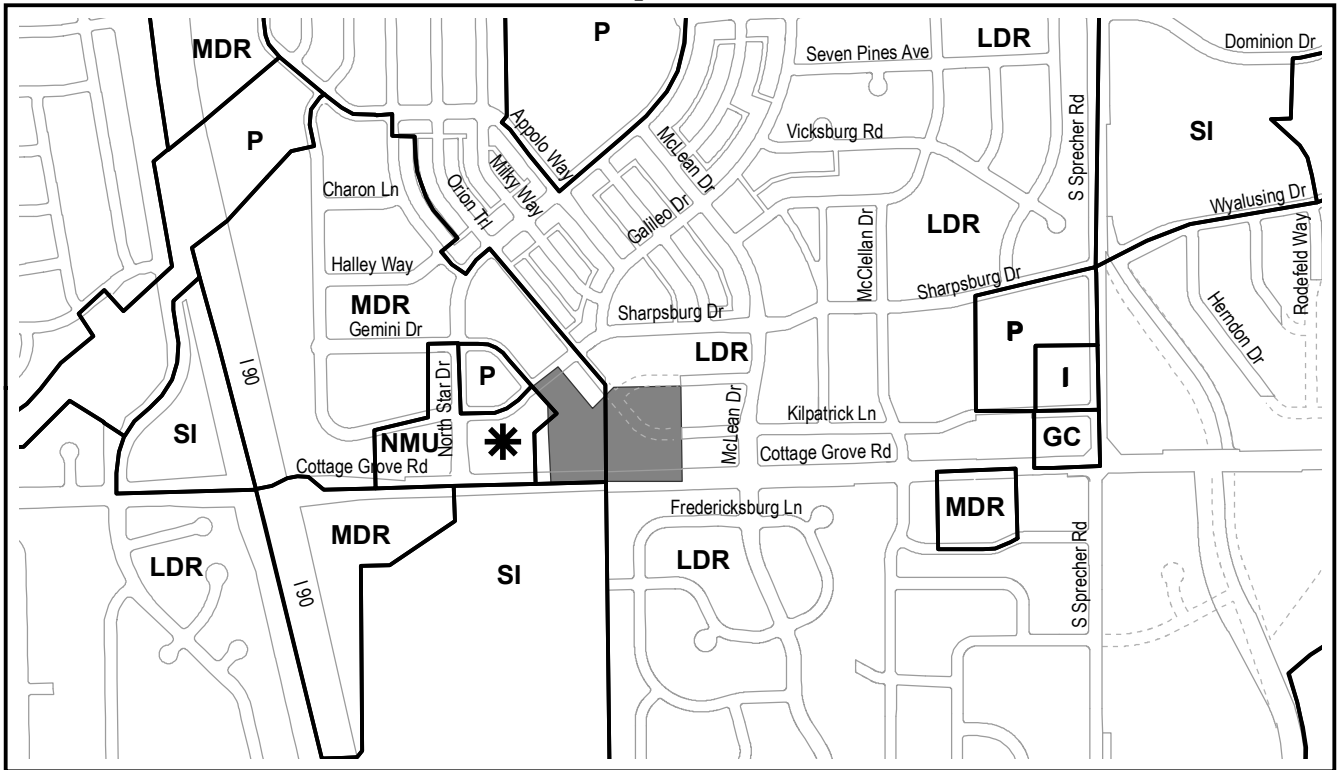 P
LDR
MDR
Seven Pines Ave
Dominion Dr
Appolo Way
S Sprecher Rd
P
McLean Dr
Vicksburg Rd
SI
Milky Way
Charon Ln
Orion Trl
Wyalusing Dr
Galileo Dr
McClellan Dr
LDR
Halley Way
Rodefeld Way
Sharpsburg Dr
MDR
Sharpsburg Dr
Herndon Dr
Gemini Dr
P
LDR
I 90
P
I
North Star Dr
McLean Dr
Kilpatrick Ln
SI
NMU
GC
Cottage Grove Rd
Cottage Grove Rd
MDR
Fredericksburg Ln
MDR
LDR
SI
LDR
I 90
S Sprecher Rd